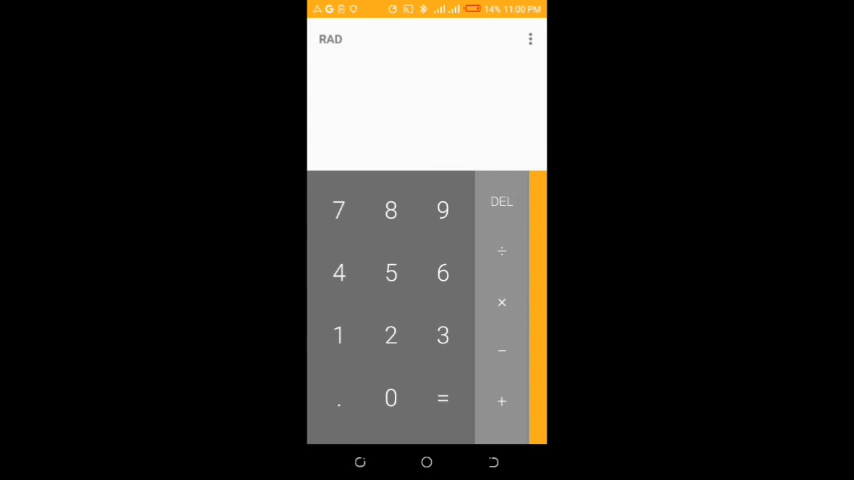 14% 11:00 PM
RAD
7 8 9 DEL
÷
4 5 6
×
1 2 3
−
. 0 = +